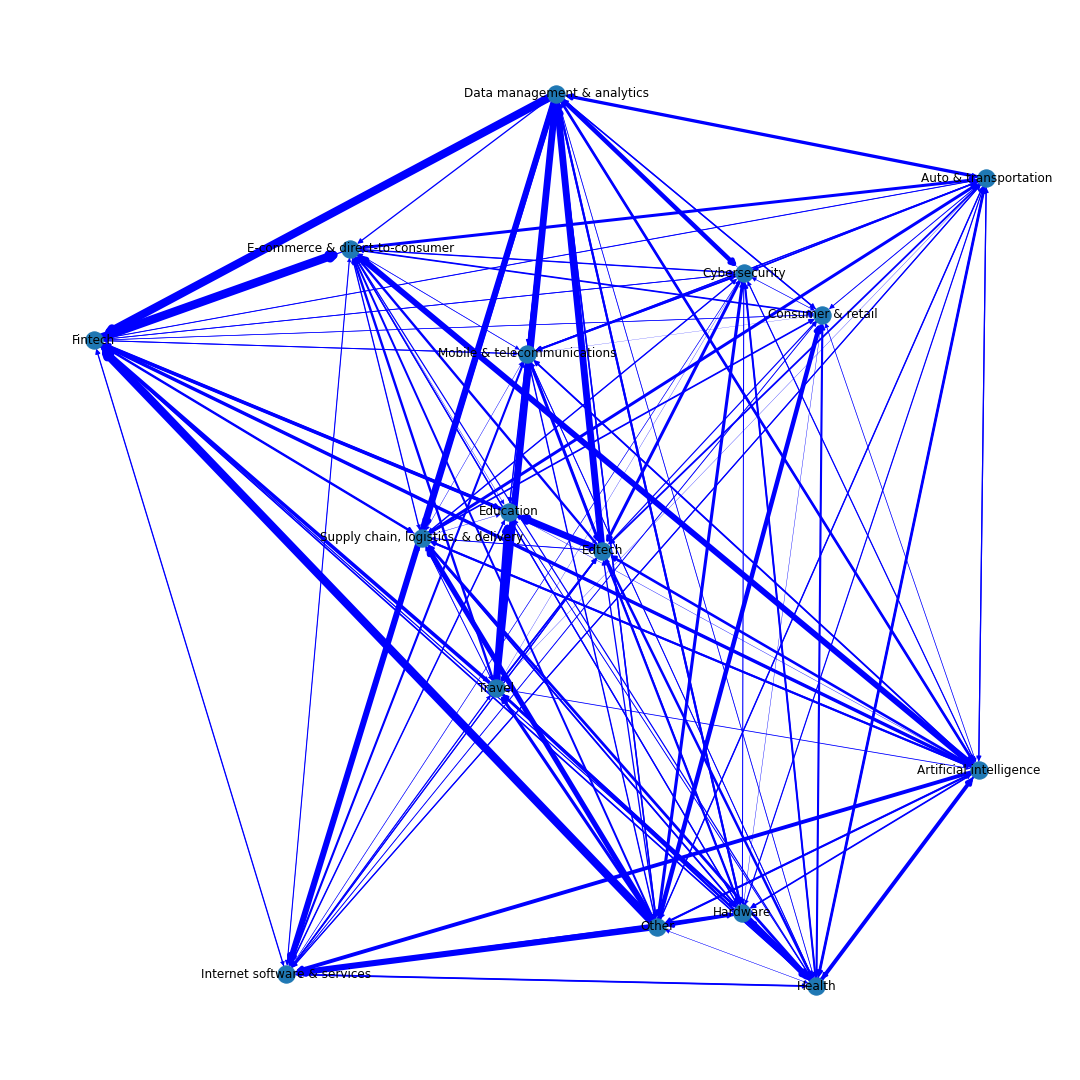 Data management & analytics
Auto & transportation
E-commerce & direct-to-consumer
Cybersecurity
Consumer & retail
Fintech
Mobile & telecommunications
Education
Supply chain, logistics, & delivery
Edtech
Travel
Artificial intelligence
Hardware
Other
Internet software & services
Health